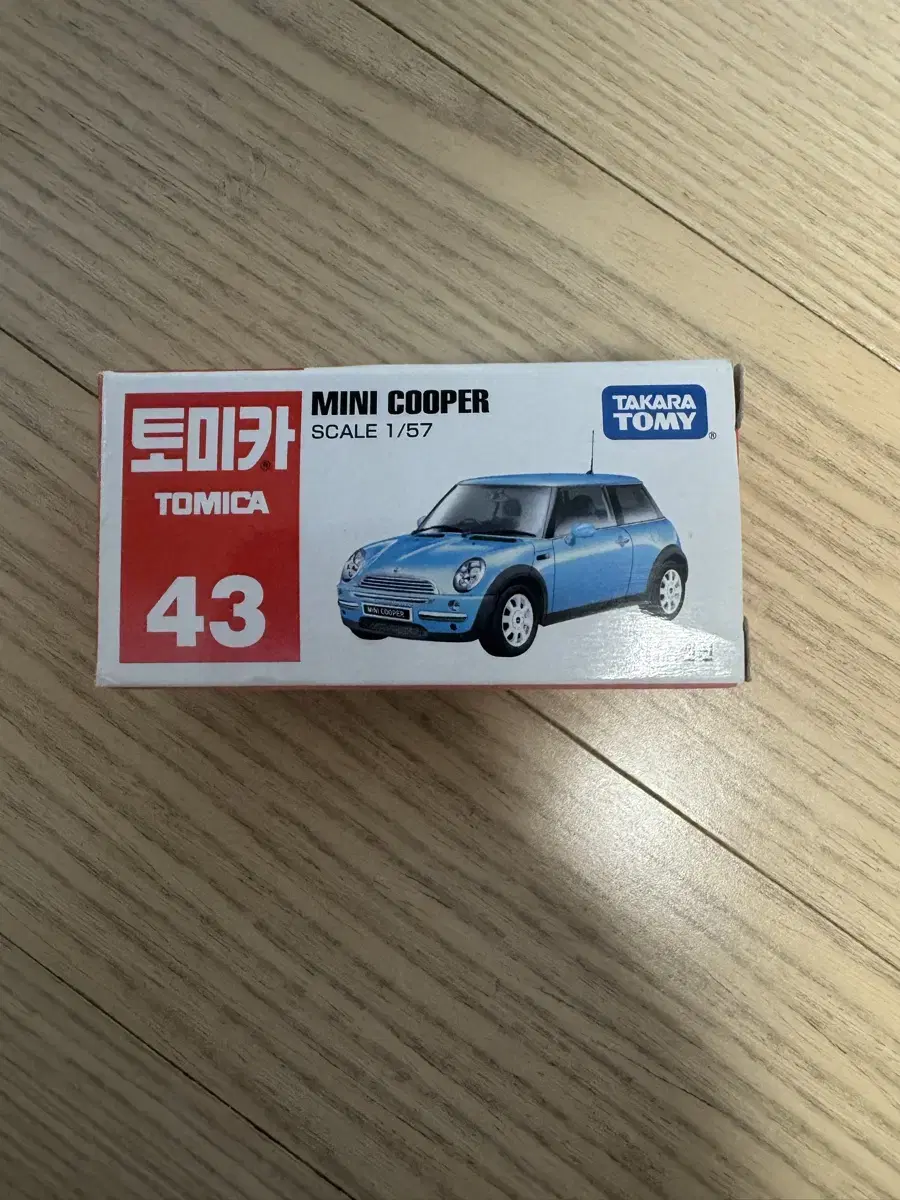 토미카
TOMICA
43
MINI COOPER
SCALE 1/57
TAKARA
TOMY
MINI COOPER